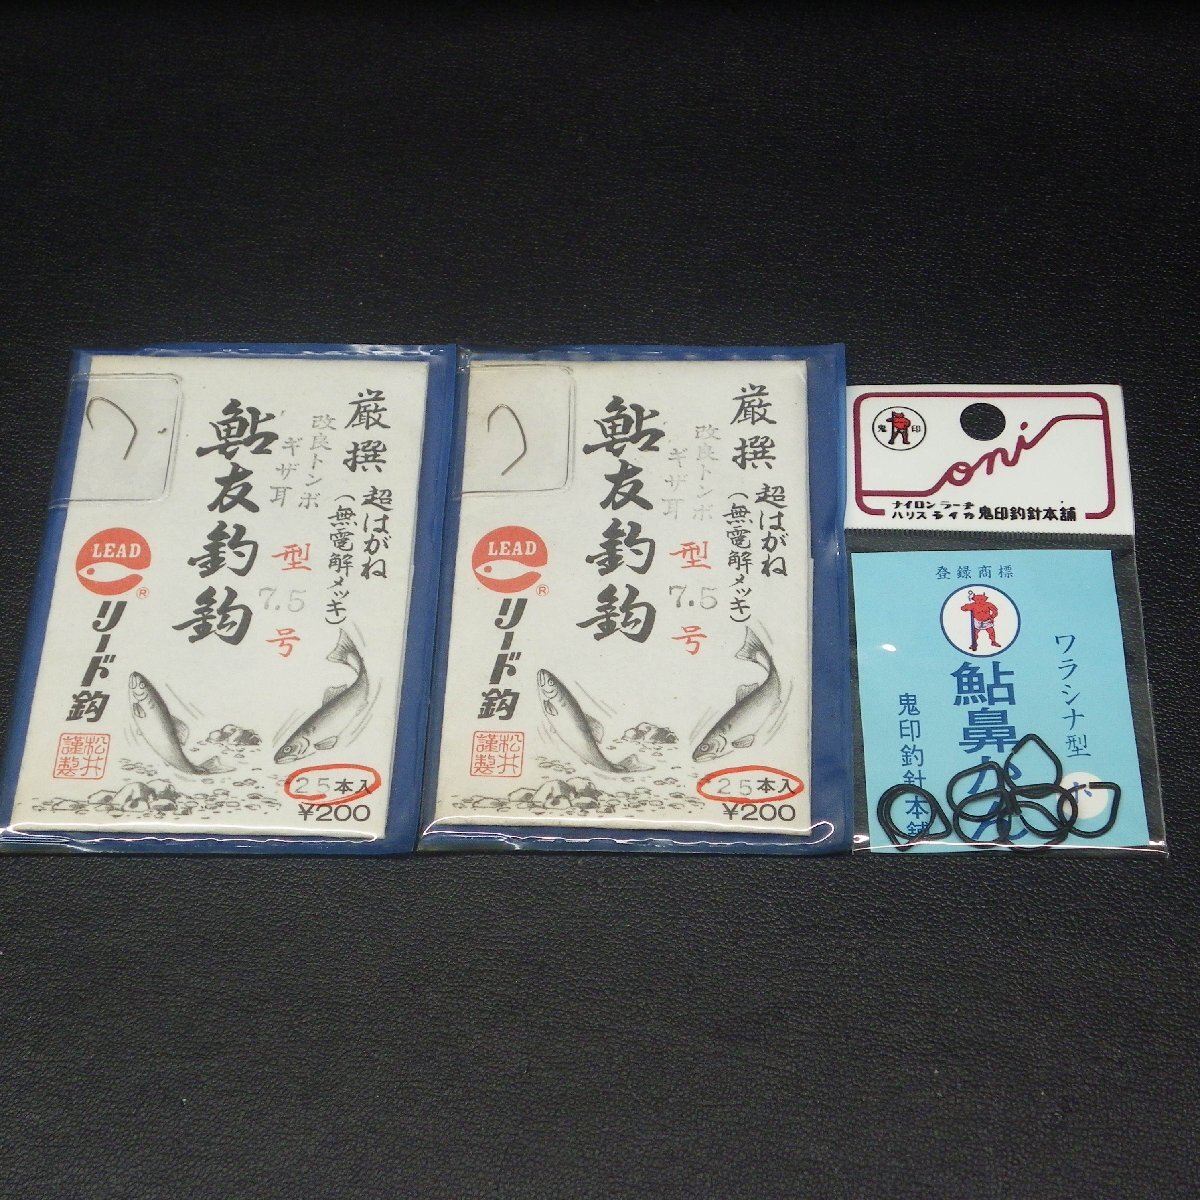 厳撰
超はがね
(無電解メッキ)
改良トンボ
ギザ耳
型
7.5
号
鮎友釣鈎
LEAD
®
リード鈎
松井
謹製
25本入
¥200
厳撰
超はがね
(無電解メッキ)
改良トンボ
ギザ耳
型
7.5
号
鮎友釣鈎
LEAD
®
リード鈎
松井
謹製
25本入
¥200
鬼印
oni
ナイロンラーヂ
ハリスライカ
鬼印釣針本舗
登録商標
ワラシナ型
鮎鼻かん
鬼印釣針本舗